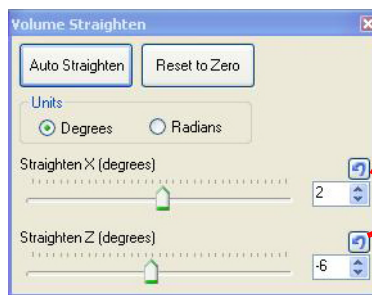 Volume Straighten
Auto Straighten Reset to Zero
Units
Degrees Radians
Straighten X (degrees)
2
Straighten Z (degrees)
-6